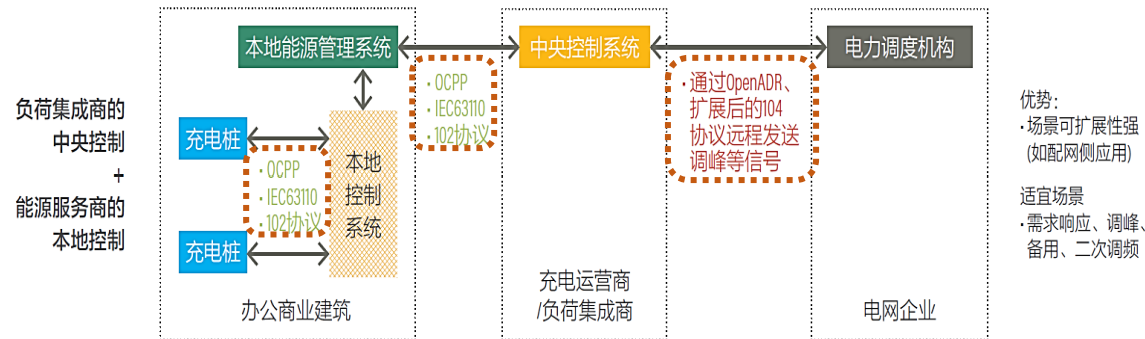 负荷集成商的
中央控制
+
能源服务商的
本地控制
本地能源管理系统
充电桩
· OCPP
· IEC63110
· 102协议
充电桩
本地
控制
系统
办公商业建筑
· OCPP
· IEC63110
· 102协议
中央控制系统
充电运营商
/负荷集成商
· 通过OpenADR、
扩展后的104
协议远程发送
调峰等信号
电力调度机构
电网企业
优势：
· 场景可扩展性强
(如配网侧应用)
适宜场景
· 需求响应、调峰、
备用、二次调频